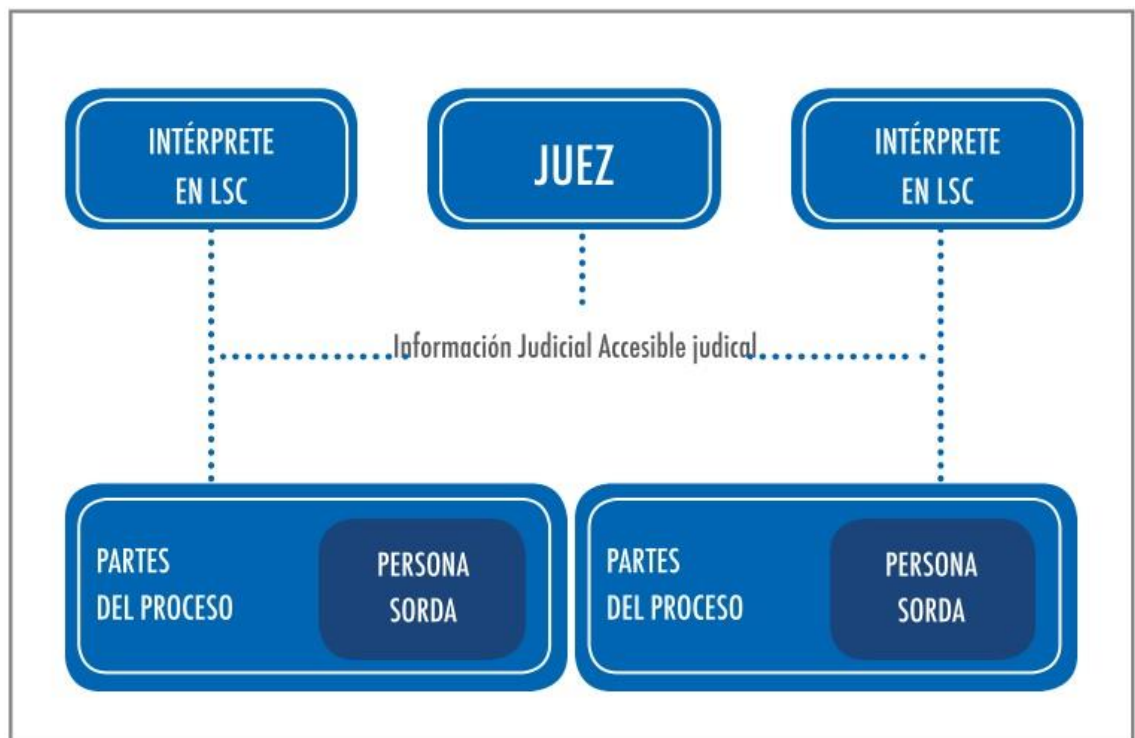 INTÉRPRETE
EN LSC
JUEZ
INTÉRPRETE
EN LSC
Información Judicial Accesible judical
PARTES
DEL PROCESO
PERSONA
SORDA
PARTES
DEL PROCESO
PERSONA
SORDA